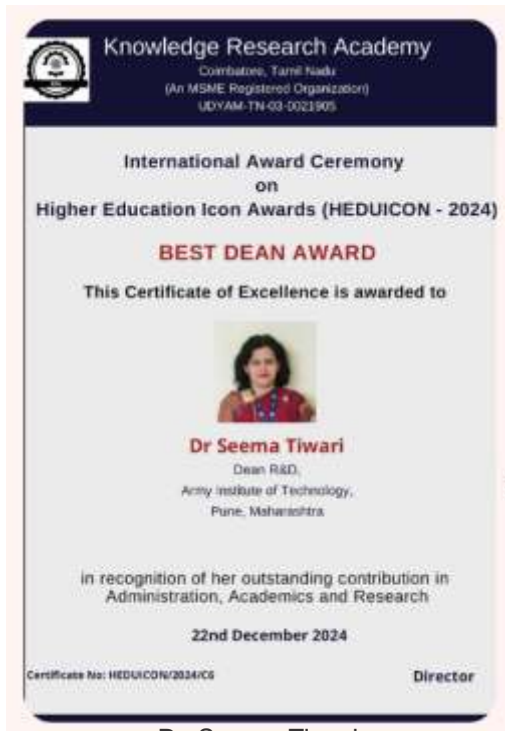 Knowledge Research Academy
Coimbatore, Tamil Nadu
(An MSME Registered Organization)
UDYAM-TN-03-0021905
International Award Ceremony
on
Higher Education Icon Awards (HEDUICON - 2024)
BEST DEAN AWARD
This Certificate of Excellence is awarded to
Dr Seema Tiwari
Dean R&D,
Army Institute of Technology,
Pune, Maharashtra
in recognition of her outstanding contribution in
Administration, Academics and Research
22nd December 2024
Certificate No: HEDUICON/2024/C6
Director